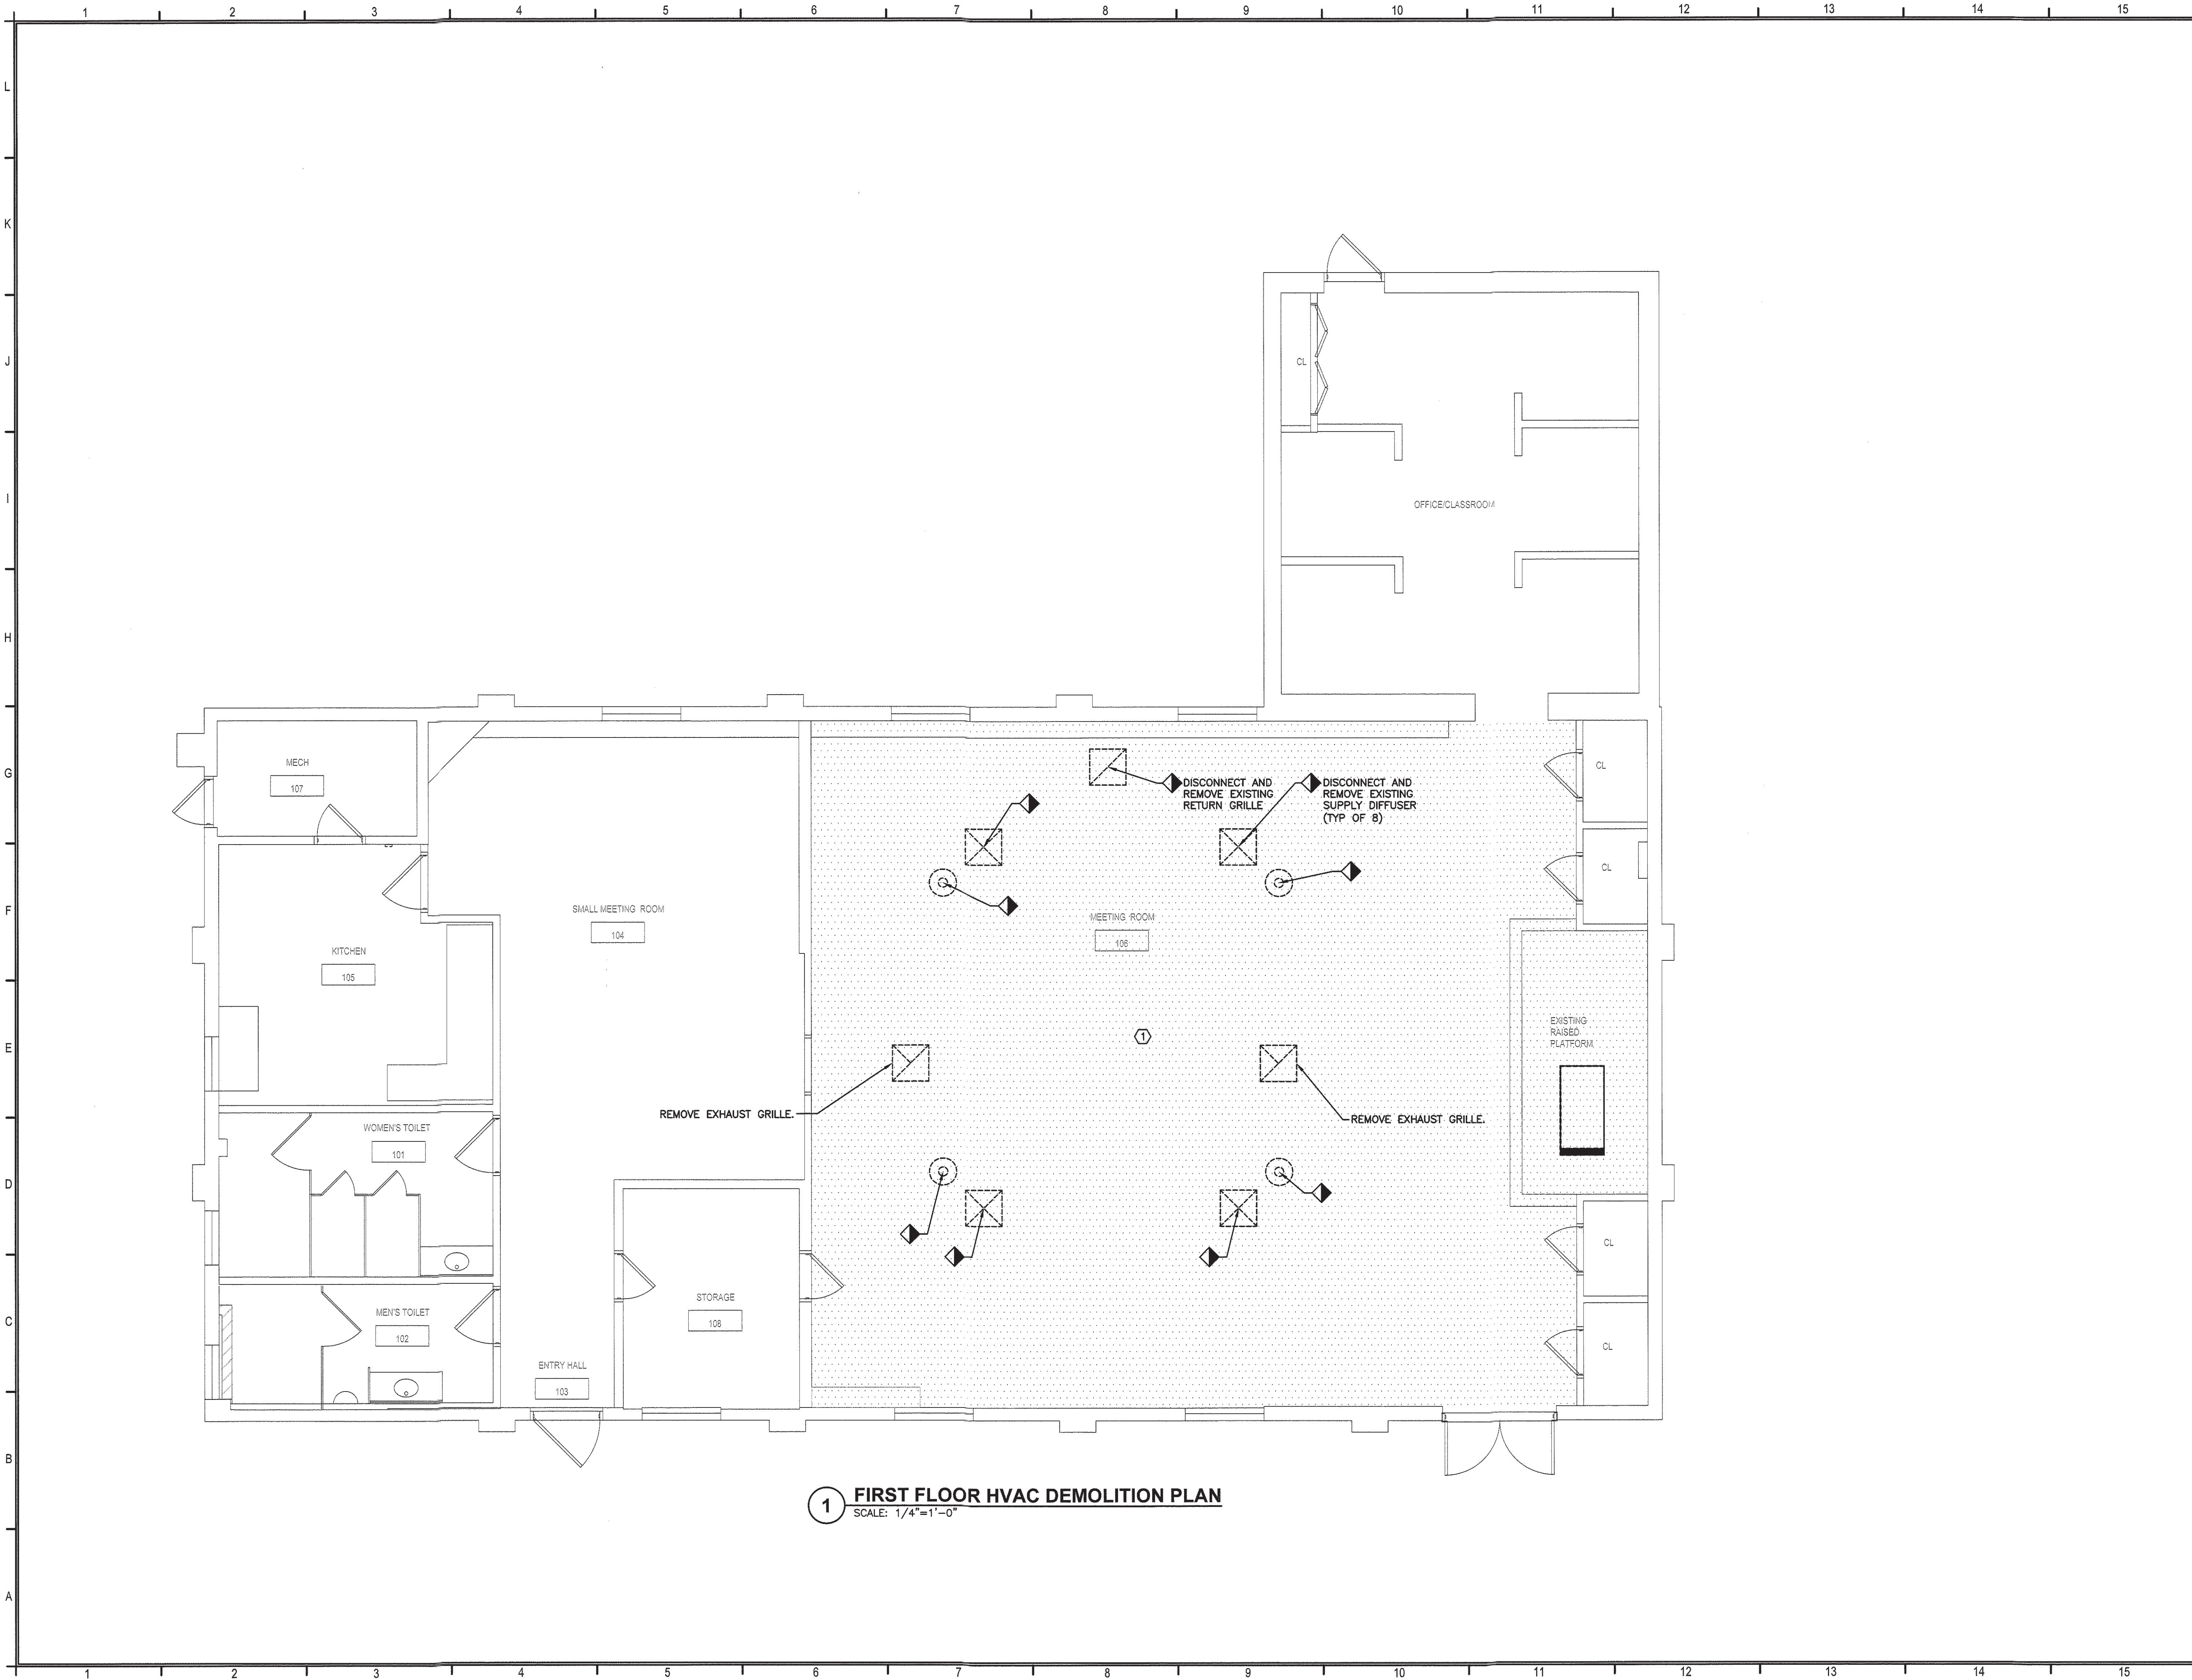 1 2 3 4 5 6 7 8 9 10 11 12 13 14 15
L
K
J
I
H
G
F
E
D
C
B
A
CL
OFFICE/CLASSROOM
MECH
107
DISCONNECT AND
REMOVE EXISTING
RETURN GRILLE
DISCONNECT AND
REMOVE EXISTING
SUPPLY DIFFUSER
(TYP OF 8)
CL
CL
SMALL MEETING ROOM
104
MEETING ROOM
106
KITCHEN
105
1
EXISTING
RAISED
PLATFORM
REMOVE EXHAUST GRILLE.
REMOVE EXHAUST GRILLE.
WOMEN'S TOILET
101
CL
STORAGE
108
MEN'S TOILET
102
CL
ENTRY HALL
103
1
FIRST FLOOR HVAC DEMOLITION PLAN
SCALE: 1/4"=1'-0"
1 2 3 4 5 6 7 8 9 10 11 12 13 14 15